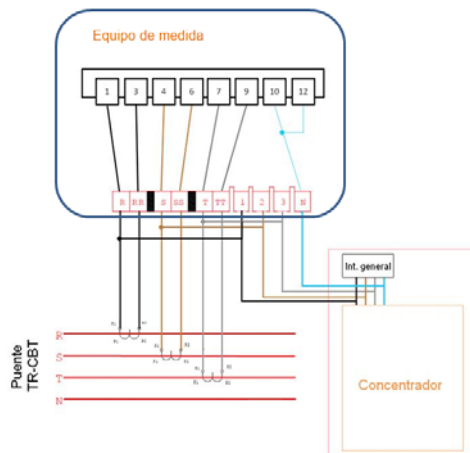 Equipo de medida
1 3 4 6 7 9 10 12
R RR S SS T TT 1 2 3 N
Int. general
Concentrador
Puente
TR-CBT
R
S
T
N